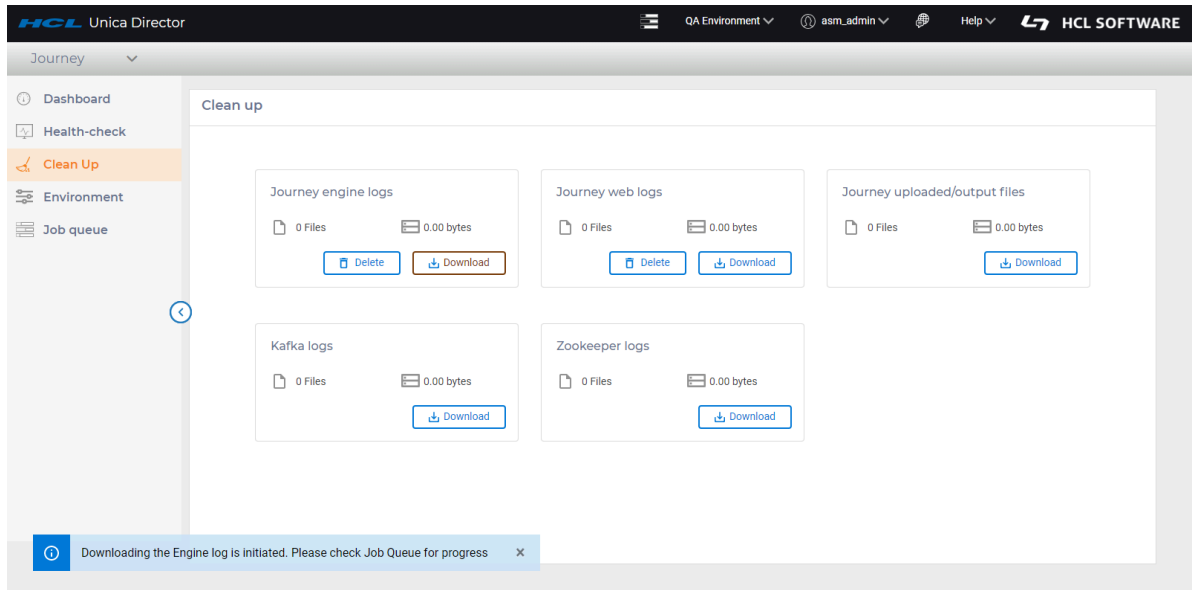 HCL Unica Director
QA Environment
asm_admin
Help
HCL SOFTWARE
Journey
Dashboard
Health-check
Clean Up
Environment
Job queue
Clean up
Journey engine logs
0 Files
0.00 bytes
Delete
Download
Journey web logs
0 Files
0.00 bytes
Delete
Download
Journey uploaded/output files
0 Files
0.00 bytes
Download
Kafka logs
0 Files
0.00 bytes
Download
Zookeeper logs
0 Files
0.00 bytes
Download
Downloading the Engine log is initiated. Please check Job Queue for progress